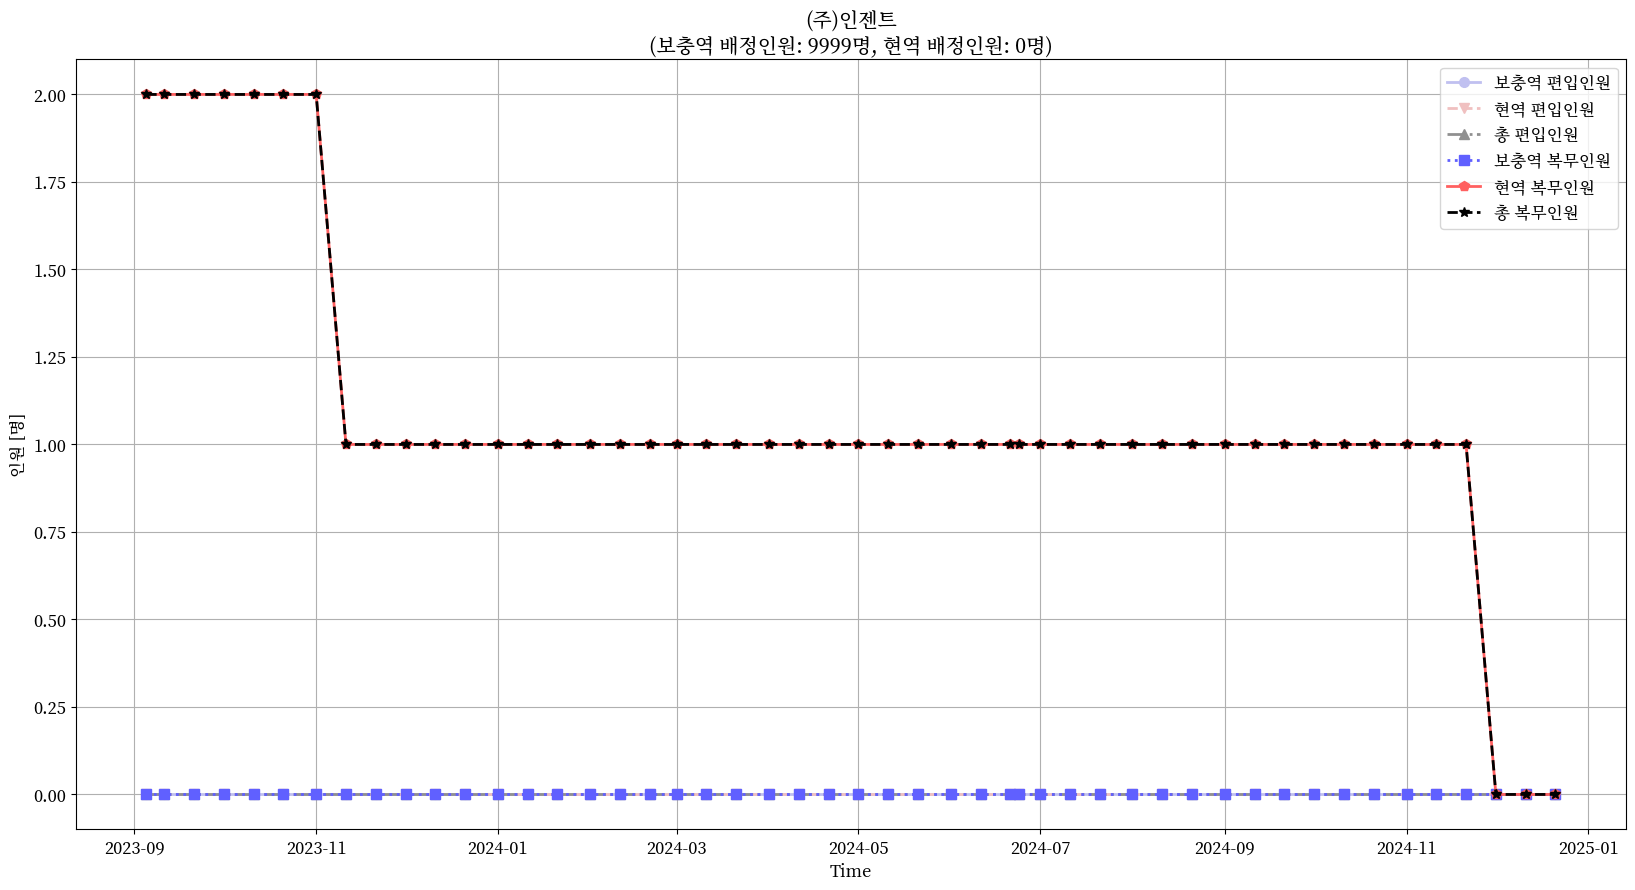 (주)인젠트
(보충역 배정인원: 9999명, 현역 배정인원: 0명)
보충역 편입인원
현역 편입인원
총 편입인원
보충역 복무인원
현역 복무인원
총 복무인원
인원 [명]
2.00
1.75
1.50
1.25
1.00
0.75
0.50
0.25
0.00
2023-09
2023-11
2024-01
2024-03
2024-05
2024-07
2024-09
2024-11
2025-01
Time